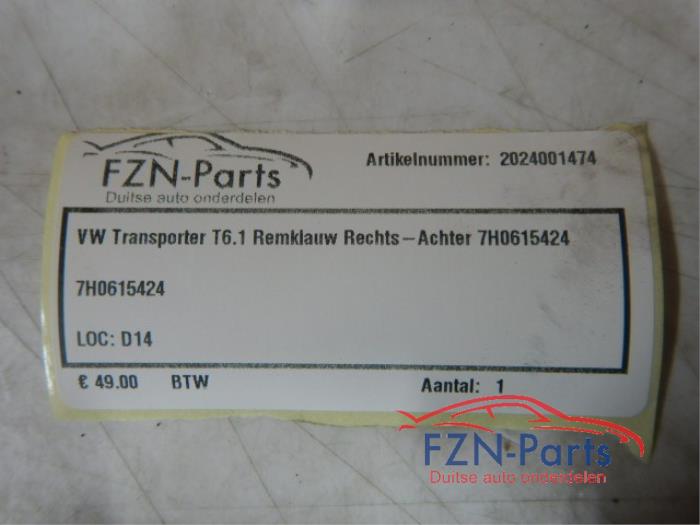 FZN-Parts
Duitse auto onderdelen
Artikelnummer: 2024001474
VW Transporter T6.1 Remklauw Rechts-Achter 7H0615424
7H0615424
LOC: D14
€ 49.00 BTW Aantal: 1
FZN-Parts
Duitse auto onderdelen